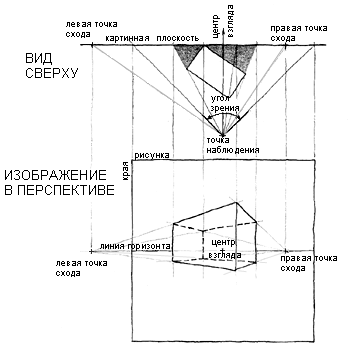 левая точка
схода
картинная
плоскость
центр
взгляда
правая точка
схода
ВИД
СВЕРХУ
угол
зрения
точка
наблюдения
рисунка
края
ИЗОБРАЖЕНИЕ
В ПЕРСПЕКТИВЕ
линия горизонта
центр
взгляда
левая точка
схода
правая точка
схода